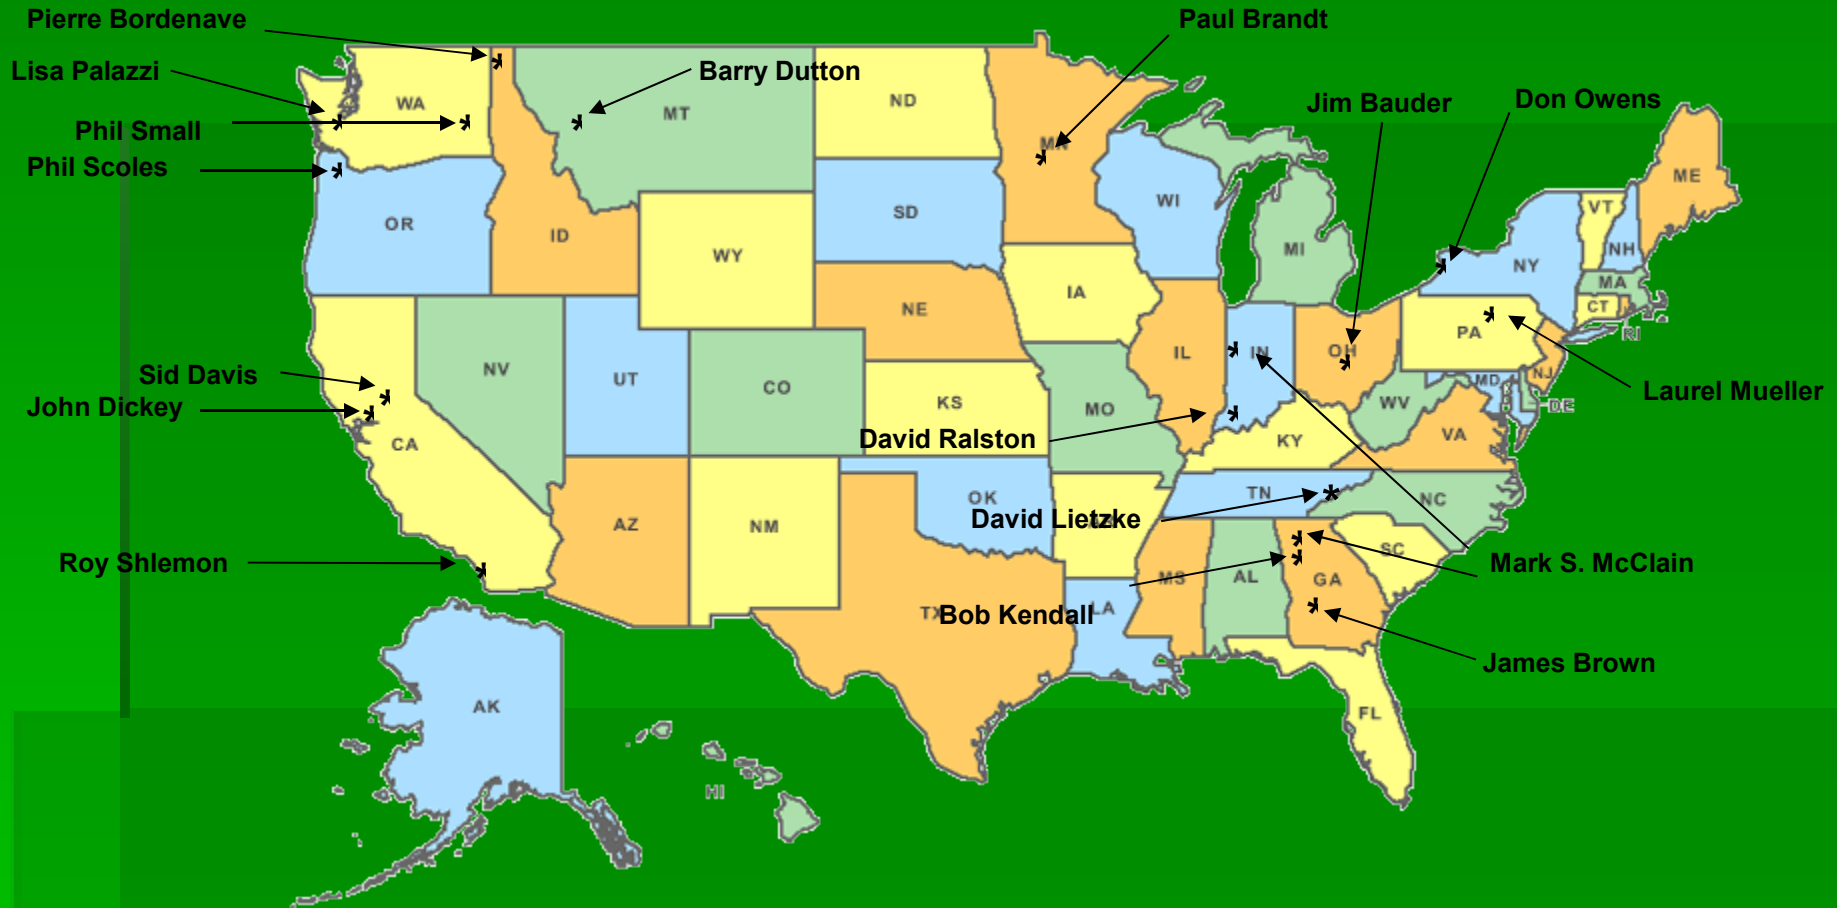 Pierre Bordenave
Paul Brandt
Lisa Palazzi
Barry Dutton
Jim Bauder
Don Owens
Phil Small
Phil Scoles
WA
MT
ND
MN
ME
OR
ID
WY
SD
WI
MI
VT
NH
NY
MA
CT
RI
IA
NE
PA
NJ
Sid Davis
John Dickey
NV
UT
CO
KS
MO
IL
IN
OH
MD
DE
Laurel Mueller
CA
David Ralston
KY
WV
VA
AZ
NM
OK
David Lietzke
TN
NC
Roy Shlemon
SC
Mark S. McClain
MS
AL
GA
TX
Bob Kendall
LA
James Brown
AK
HI
FL